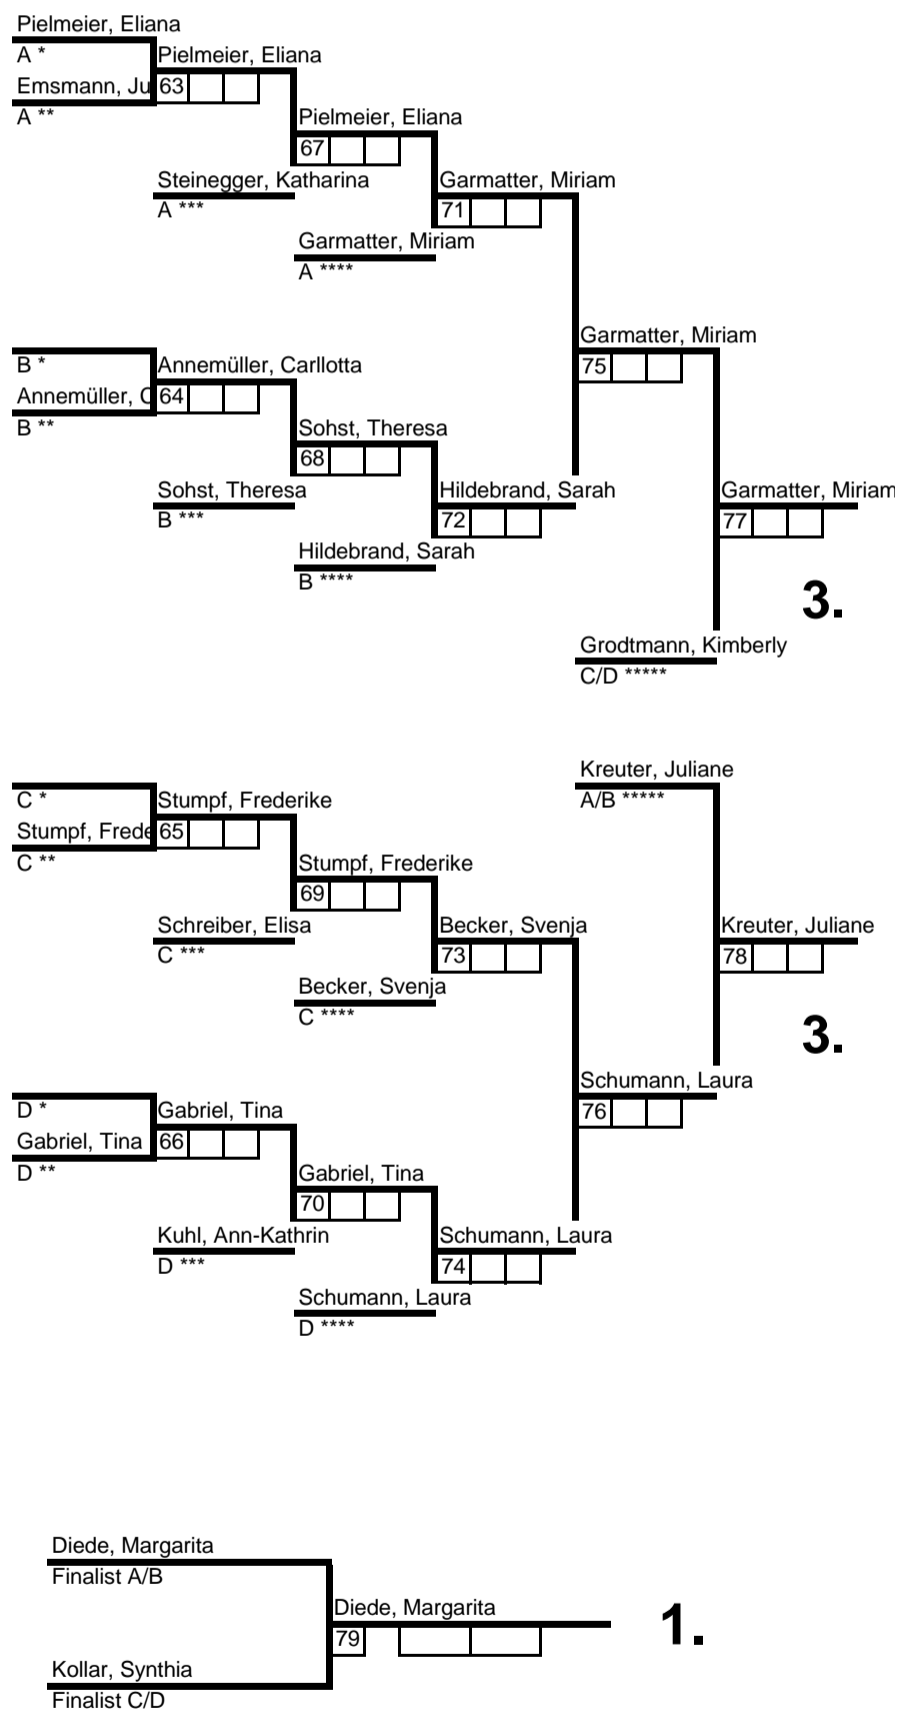 Pielmeier, Eliana
A *
Pielmeier, Eliana
Emsmann, Ju
63
A **
Pielmeier, Eliana
67
Steinegger, Katharina
Garmatter, Miriam
A ***
71
Garmatter, Miriam
A ****
Garmatter, Miriam
75
B *
Annemüller, Carllotta
Annemüller, C
64
B **
Sohst, Theresa
68
Sohst, Theresa
Hildebrand, Sarah
Garmatter, Miriam
B ***
72
77
Hildebrand, Sarah
B ****
3.
Grodtmann, Kimberly
C/D *****
Kreuter, Juliane
A/B *****
C *
Stumpf, Frederike
Stumpf, Frede
65
C **
Stumpf, Frederike
69
Schreiber, Elisa
Becker, Svenja
Kreuter, Juliane
C ***
73
78
Becker, Svenja
C ****
3.
Schumann, Laura
76
D *
Gabriel, Tina
Gabriel, Tina
66
D **
Gabriel, Tina
70
Kuhl, Ann-Kathrin
Schumann, Laura
D ***
74
Schumann, Laura
D ****
Diede, Margarita
Finalist A/B
Diede, Margarita
79
1.
Kollar, Synthia
Finalist C/D